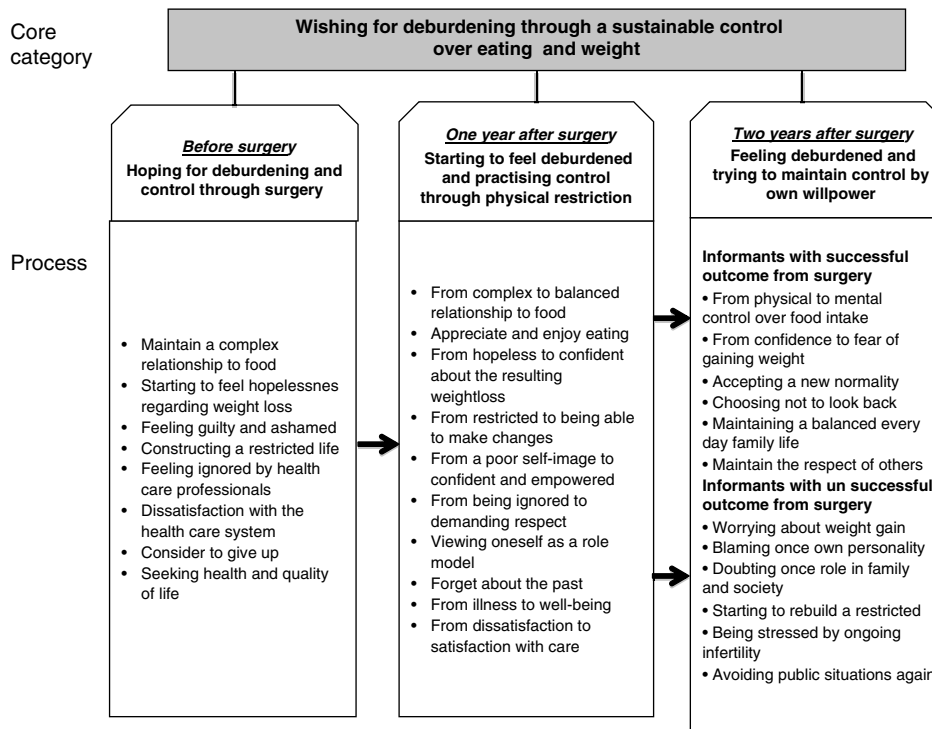 Core
category
Wishing for deburdening through a sustainable control
over eating and weight
Before surgery
Hoping for deburdening and
control through surgery
One year after surgery
Starting to feel deburdened
and practising control
through physical restriction
Two years after surgery
Feeling deburdened and
trying to maintain control by
own willpower
Process
• Maintain a complex
relationship to food
• Starting to feel hopelessnes
regarding weight loss
• Feeling guilty and ashamed
• Constructing a restricted life
• Feeling ignored by health
care professionals
• Dissatisfaction with the
health care system
• Consider to give up
• Seeking health and quality
of life
• From complex to balanced
relationship to food
• Appreciate and enjoy eating
• From hopeless to confident
about the resulting
weightloss
• From restricted to being able
to make changes
• From a poor self-image to
confident and empowered
• From being ignored to
demanding respect
• Viewing oneself as a role
model
• Forget about the past
• From illness to well-being
• From dissatisfaction to
satisfaction with care
Informants with successful
outcome from surgery
• From physical to mental
control over food intake
• From confidence to fear of
gaining weight
• Accepting a new normality
• Choosing not to look back
• Maintaining a balanced every
day family life
• Maintain the respect of others
Informants with un successful
outcome from surgery
• Worrying about weight gain
• Blaming once own personality
• Doubting once role in family
and society
• Starting to rebuild a restricted
• Being stressed by ongoing
infertility
• Avoiding public situations again